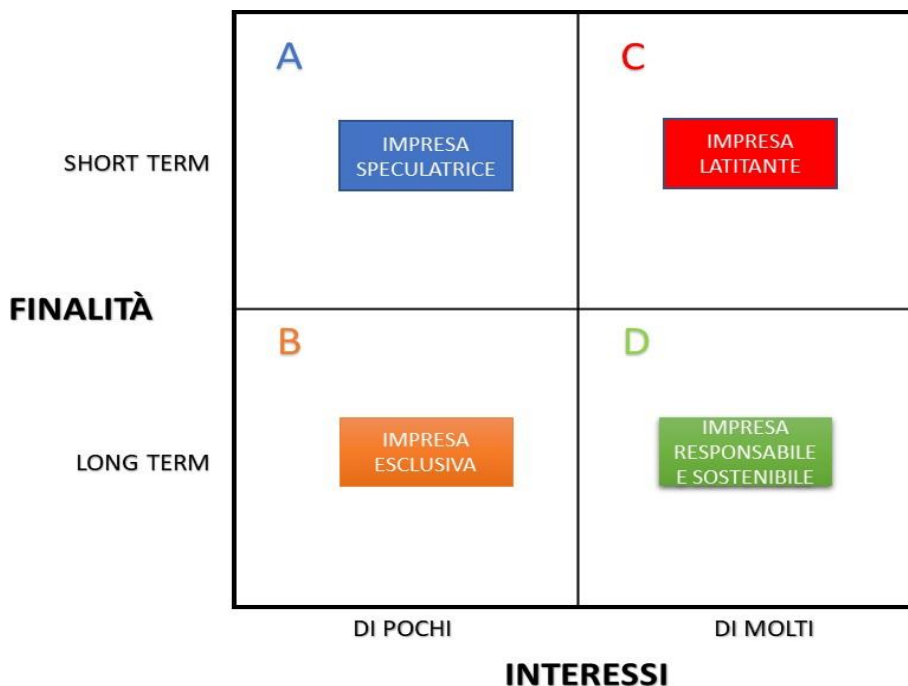 A
C
IMPRESA
SPECULATRICE
IMPRESA
LATITANTE
SHORT TERM
FINALITÀ
B
D
IMPRESA
ESCLUSIVA
IMPRESA
RESPONSABILE
E SOSTENIBILE
LONG TERM
DI POCHI
DI MOLTI
INTERESSI